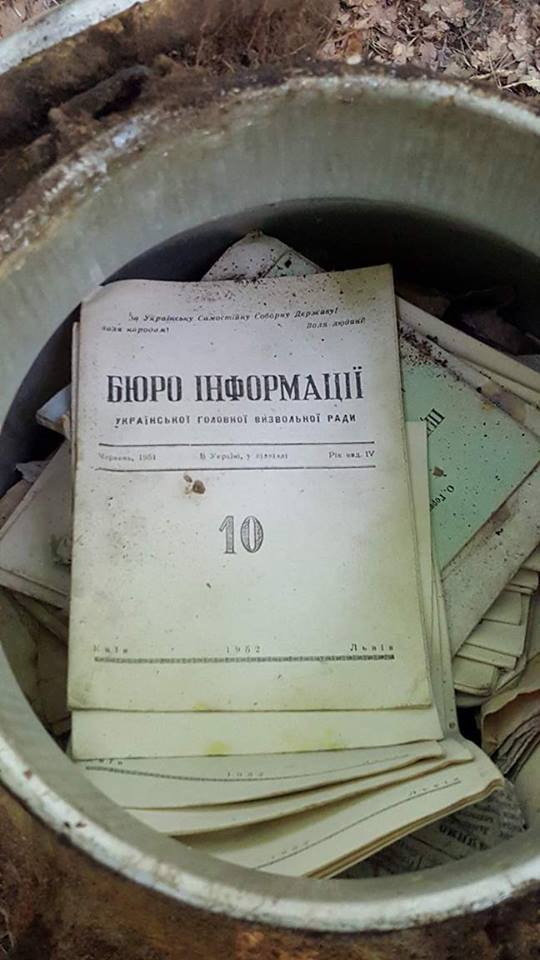 За Українську Самостійну Соборну Державу!
Воля народам! Воля людині!
БЮРО ІНФОРМАЦІЇ
УКРАЇНСЬКОЇ ГОЛОВНОЇ ВИЗВОЛЬНОЇ РАДИ
Червень, 1951 В Україні, у підпіллі Рік вид. IV
10
Київ 1952 Львів
1952